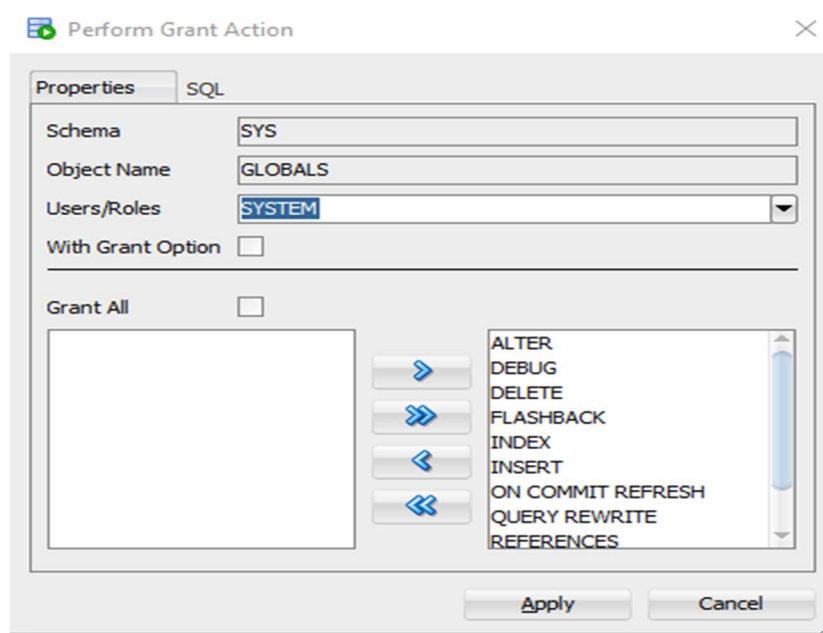 Perform Grant Action
Properties SQL
Schema SYS
Object Name GLOBALS
Users/Roles SYSTEM
With Grant Option
Grant All
ALTER
DEBUG
DELETE
FLASHBACK
INDEX
INSERT
ON COMMIT REFRESH
QUERY REWRITE
REFERENCES
Apply Cancel